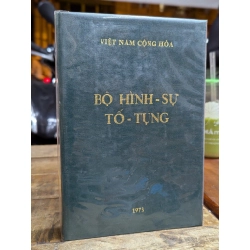 VIỆT NAM CỘNG HÒA
BỘ HÌNH - SỰ
TỐ - TỤNG
1973